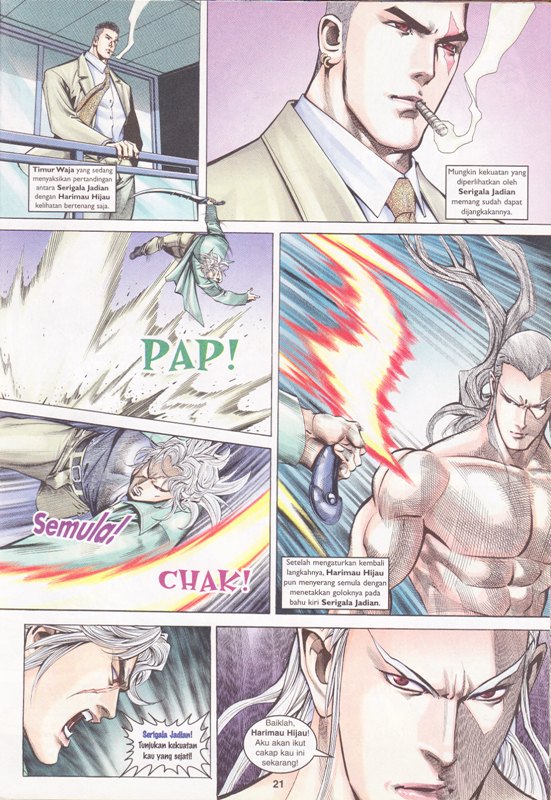 Timur Waja yang sedang
menyaksikan pertandingan
antara Serigala Jadian
dengan Harimau Hijau
kelihatan bertenang saja.
Mungkin kekuatan yang
diperlihatkan oleh
Serigala Jadian
memang sudah dapat
dijangkakannya.
PAP!
Semula!
CHAK!
Setelah mengaturkan kembali
langkahnya, Harimau Hijau
pun menyerang semula dengan
menetakkan goloknya pada
bahu kiri Serigala Jadian.
Serigala Jadian!
Tunjukan kekuatan
kau yang sejati!
Baiklah,
Harimau Hijau!
Aku akan ikut
cakap kau ini
sekarang!
21